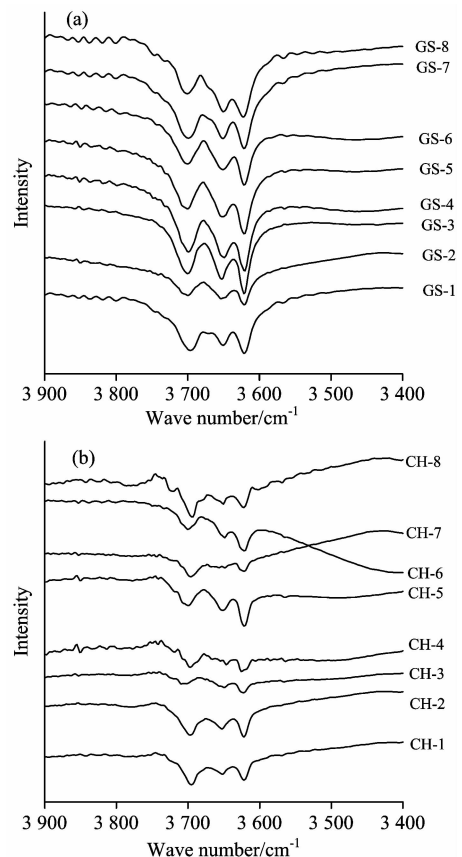 (a)
GS-8
GS-7
GS-6
GS-5
GS-4
GS-3
GS-2
GS-1
Intensity
3 900 3 800 3 700 3 600 3 500 3 400
Wave number/cm-1
(b)
CH-8
CH-7
CH-6
CH-5
CH-4
CH-3
CH-2
CH-1
Intensity
3 900 3 800 3 700 3 600 3 500 3 400
Wave number/cm-1